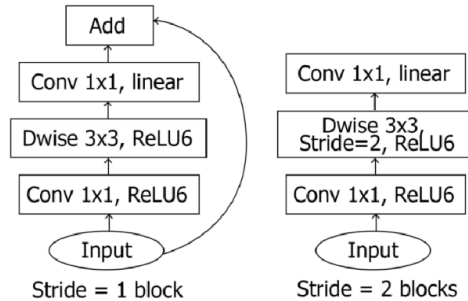 Add
Conv 1x1, linear
Dwise 3x3, ReLU6
Conv 1x1, ReLU6
Input
Stride = 1 block
Conv 1x1, linear
Dwise 3x3,
Stride=2, ReLU6
Conv 1x1, ReLU6
Input
Stride = 2 blocks